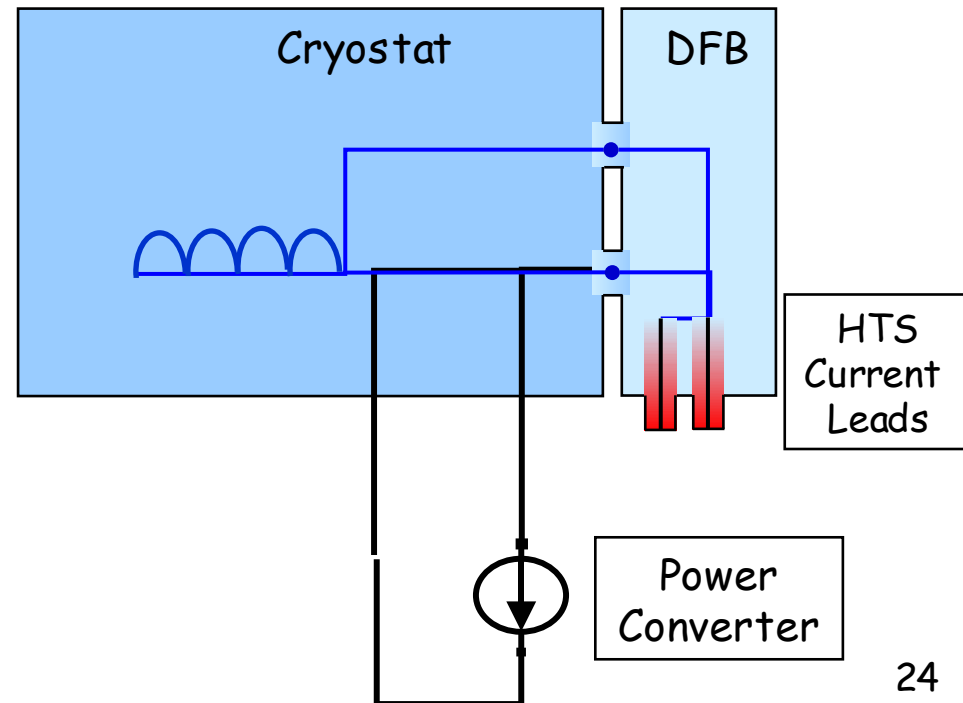 Cryostat
DFB
HTS
Current
Leads
Power
Converter
24